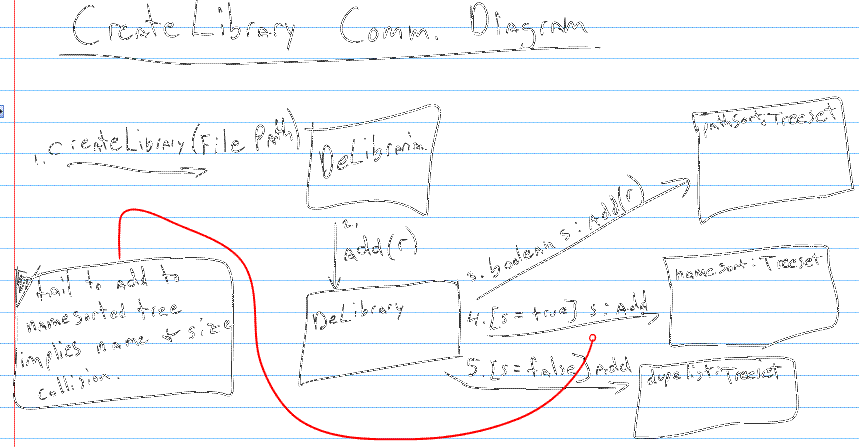 CreateLibrary Comm. Diagram
1. CreateLibrary(File Path)
DeLibrarian
pathSort:Treeset
2.
add(r)
3. boolean s: Add(r)
fail to add to
nameSorted tree
implies name & size
collision.
DeLibrary
nameSort:Treeset
4. [s=true] s: Add
5. [s=false] Add
dupelist:Treeset